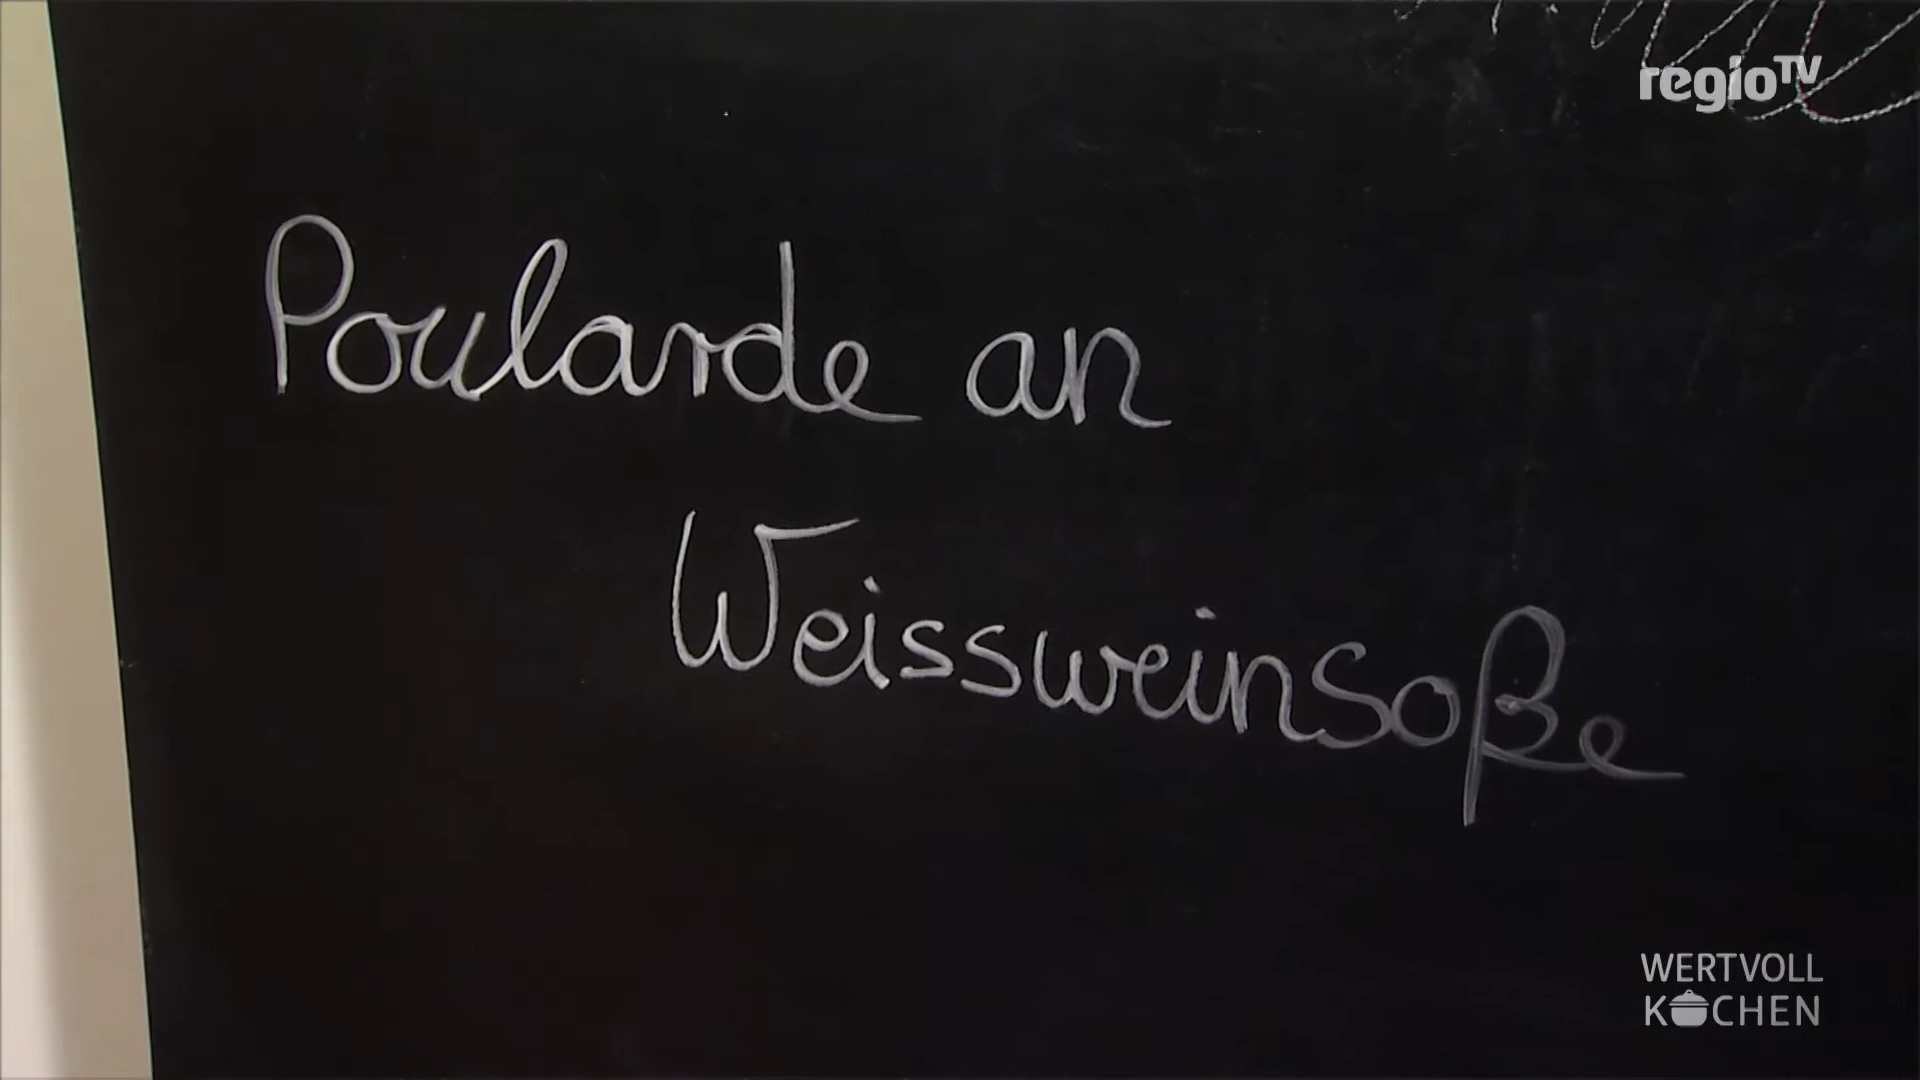 regioTV
Poularde an
Weissweinsoße
WERTVOLL
KOCHEN